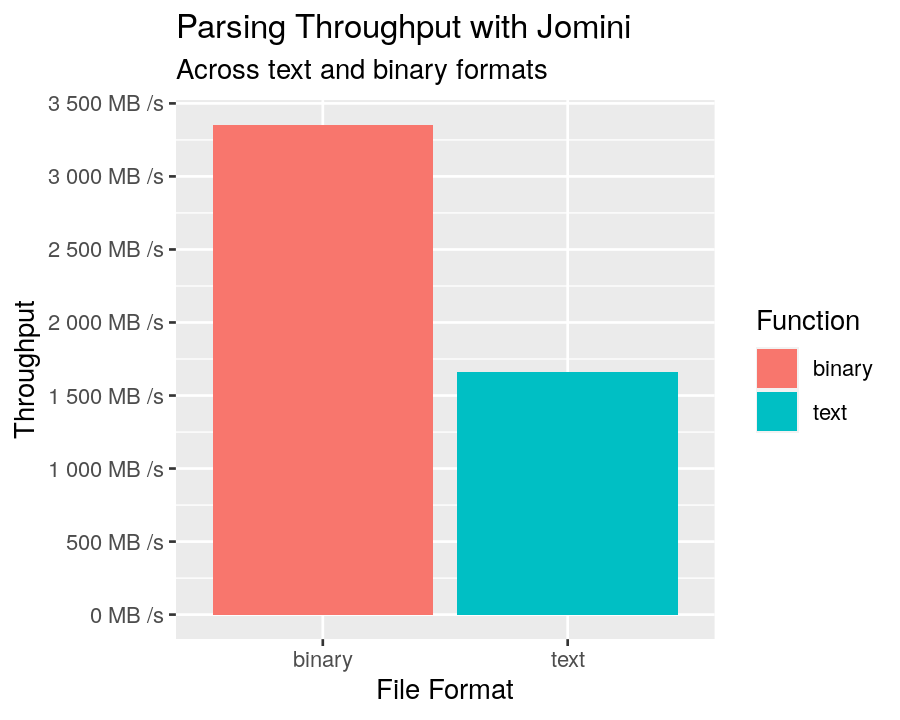 Parsing Throughput with Jomini
Across text and binary formats
Throughput
3 500 MB /s
3 000 MB /s
2 500 MB /s
2 000 MB /s
1 500 MB /s
1 000 MB /s
500 MB /s
0 MB /s
binary
text
File Format
Function
binary
text